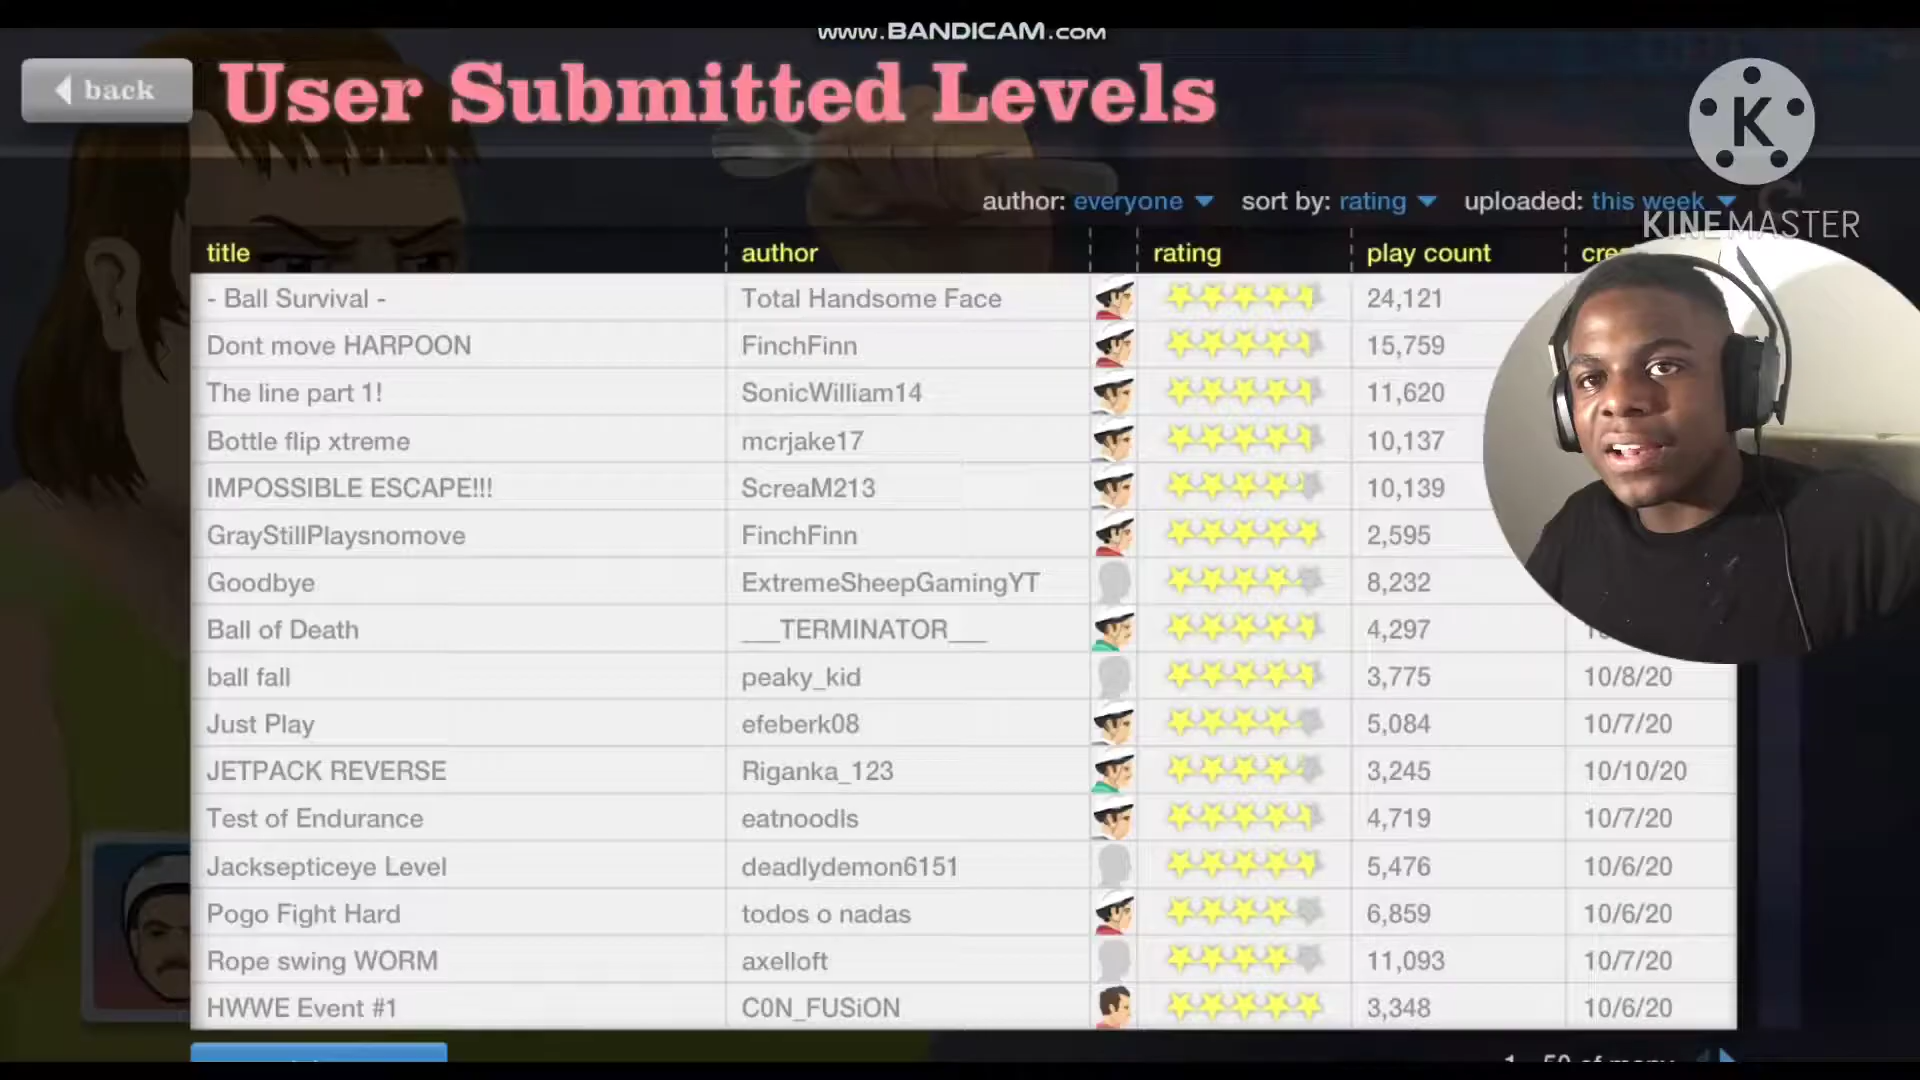 www.BANDICAM.com
back
User Submitted Levels
K
KINEMASTER
author: everyone sort by: rating uploaded: this week
title author rating play count
- Ball Survival - Total Handsome Face 24,121
Dont move HARPOON FinchFinn 15,759
The line part 1! SonicWilliam14 11,620
Bottle flip xtreme mcrjake17 10,137
IMPOSSIBLE ESCAPE!!! ScreaM213 10,139
GrayStillPlaysnomove FinchFinn 2,595
Goodbye ExtremeSheepGamingYT 8,232
Ball of Death ___TERMINATOR___ 4,297
ball fall peaky_kid 3,775 10/8/20
Just Play efeberk08 5,084 10/7/20
JETPACK REVERSE Riganka_123 3,245 10/10/20
Test of Endurance eatnoodls 4,719 10/7/20
Jacksepticeye Level deadlydemon6151 5,476 10/6/20
Pogo Fight Hard todos o nadas 6,859 10/6/20
Rope swing WORM axelloft 11,093 10/7/20
HWWE Event #1 C0N_FUSiON 3,348 10/6/20
1 - 50 of many